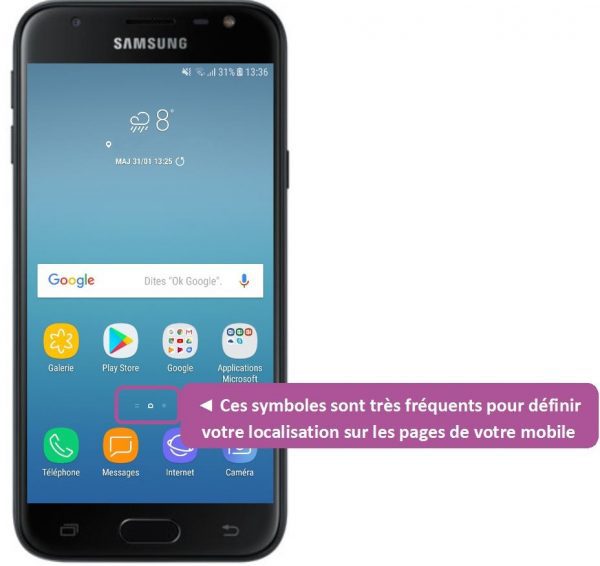 SAMSUNG
31% 13:36
8°
MAJ 31/01 13:25
Google Dites "Ok Google".
Galerie Play Store Google Applications Microsoft
◄ Ces symboles sont très fréquents pour définir
votre localisation sur les pages de votre mobile
Téléphone Messages Internet Caméra